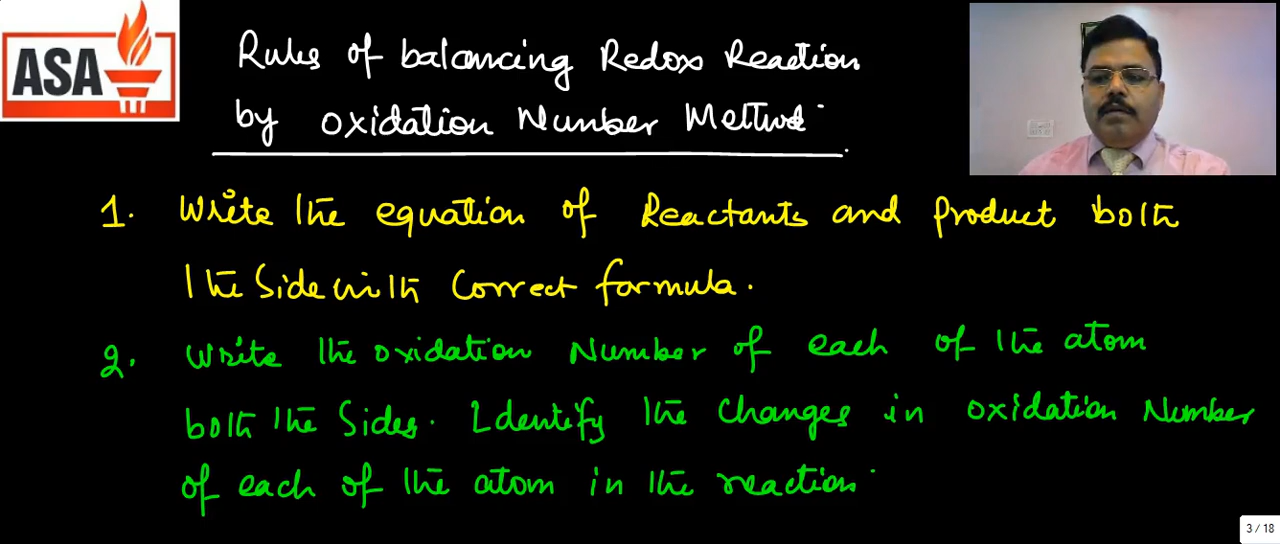 ASA
Rules of balancing Redox Reaction
by oxidation Number Method
1. Write the equation of Reactants and product both
the side with correct formula.
2. Write the oxidation Number of each of the atom
both the sides. Identify the changes in oxidation Number
of each of the atom in the reaction
3 / 18